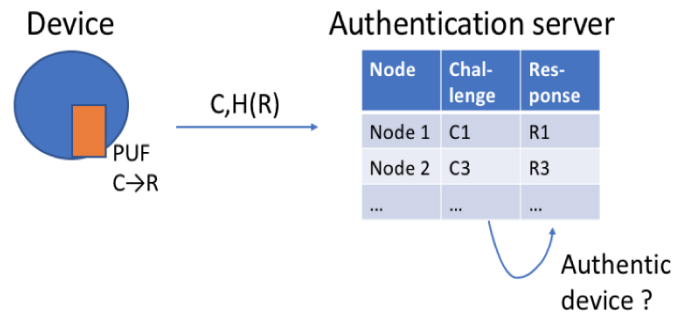 Device
Authentication server
PUF
C→R
C,H(R)
Node Chal-lenge Res-ponse
Node 1 C1 R1
Node 2 C3 R3
... ... ...
Authentic
device ?